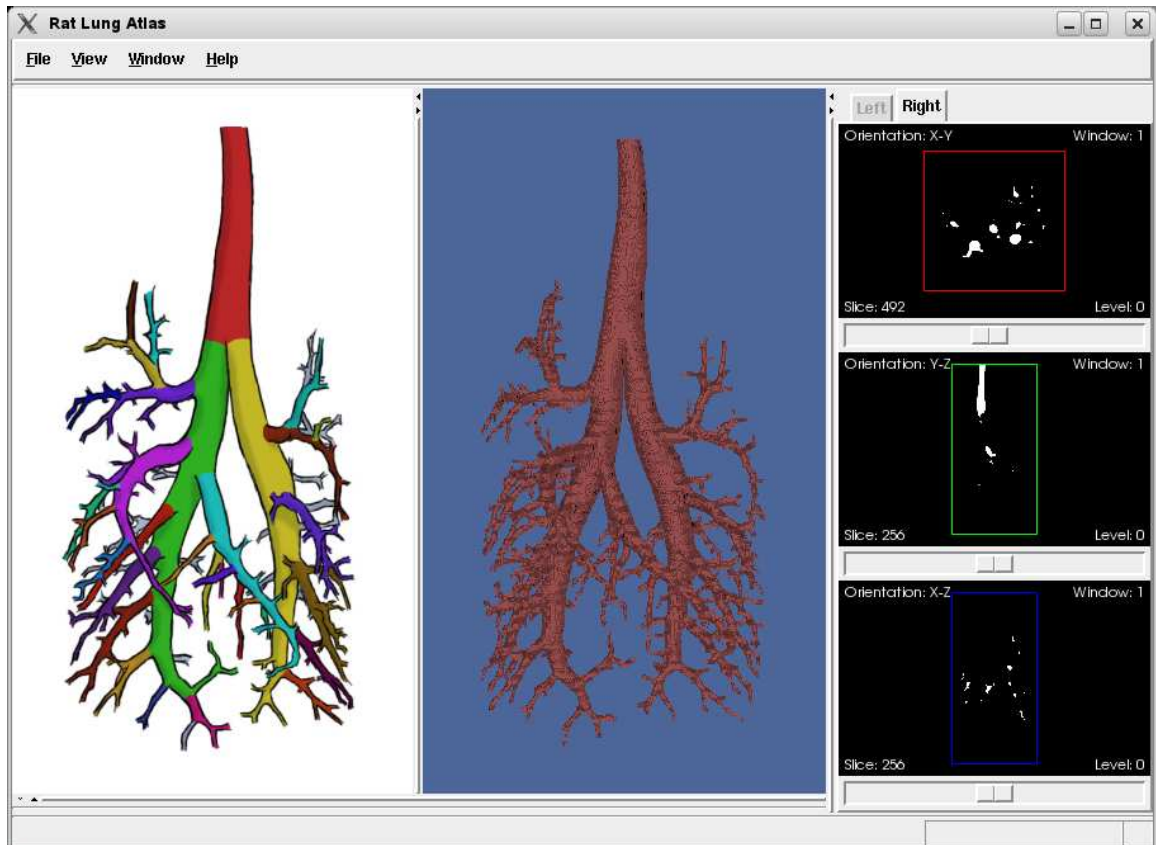 Rat Lung Atlas
File View Window Help
Left Right
Orientation: X-Y Window: 1
Slice: 492 Level: 0
Orientation: Y-Z Window: 1
Slice: 256 Level: 0
Orientation: X-Z Window: 1
Slice: 256 Level: 0